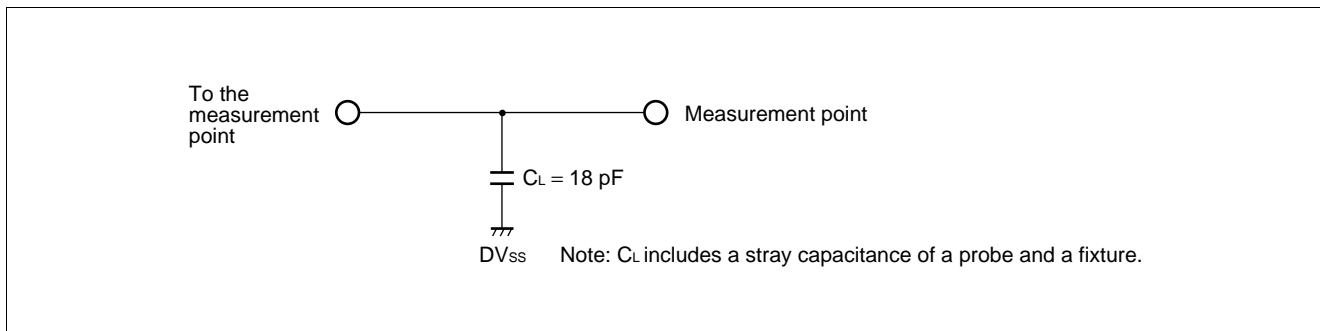 To the
measurement
point
Measurement point
CL = 18 pF
DVss
Note: CL includes a stray capacitance of a probe and a fixture.